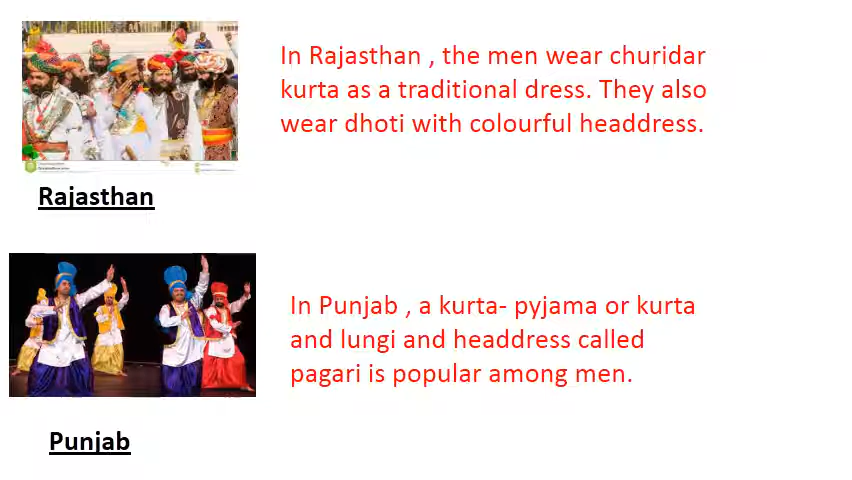 In Rajasthan , the men wear churidar
kurta as a traditional dress. They also
wear dhoti with colourful headdress.
Rajasthan
In Punjab , a kurta- pyjama or kurta
and lungi and headdress called
pagari is popular among men.
Punjab